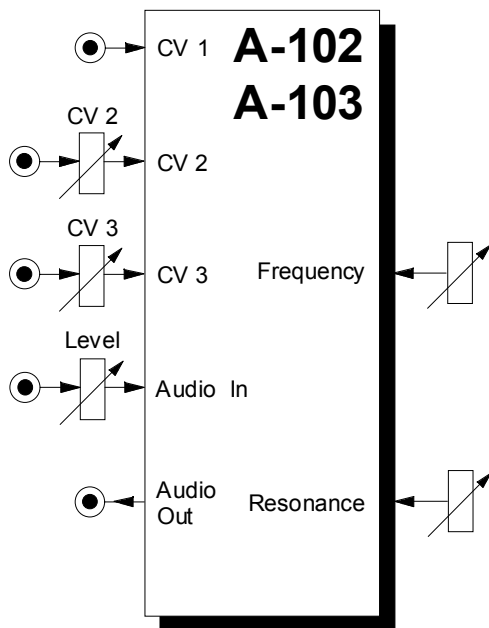 A-102
A-103
CV 1
CV 2
CV 2
CV 3
CV 3
Frequency
Level
Audio In
Audio
Out
Resonance